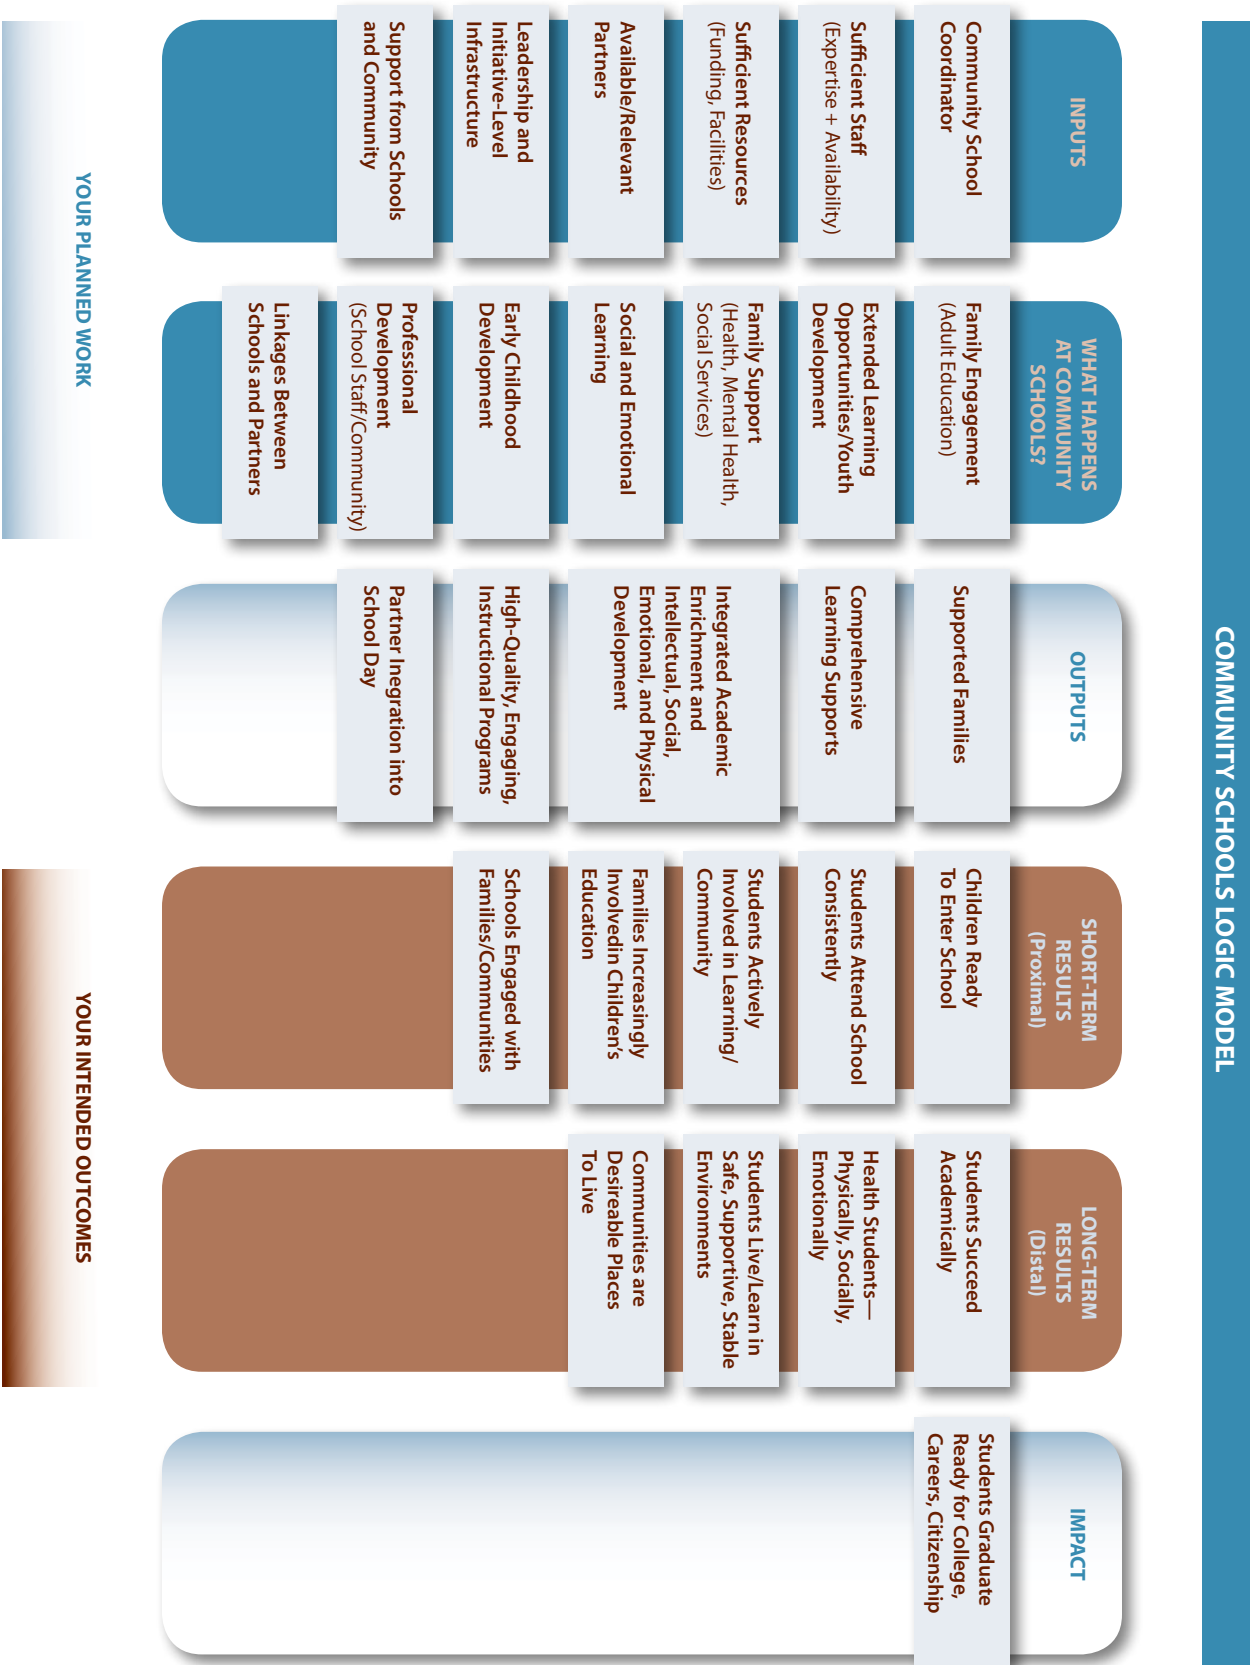 COMMUNITY SCHOOLS LOGIC MODEL
INPUTS
Community School
Coordinator
Sufficient Staff
(Expertise + Availability)
Sufficient Resources
(Funding, Facilities)
Available/Relevant
Partners
Leadership and
Initiative-Level
Infrastructure
Support from Schools
and Community
WHAT HAPPENS
AT COMMUNITY
SCHOOLS?
Family Engagement
(Adult Education)
Extended Learning
Opportunities/Youth
Development
Family Support
(Health, Mental Health,
Social Services)
Social and Emotional
Learning
Early Childhood
Development
Professional
Development
(School Staff/Community)
Linkages Between
Schools and Partners
OUTPUTS
Supported Families
Comprehensive
Learning Supports
Integrated Academic
Enrichment and
Intellectual, Social,
Emotional, and Physical
Development
High-Quality, Engaging,
Instructional Programs
Partner Inegration into
School Day
SHORT-TERM
RESULTS
(Proximal)
Children Ready
To Enter School
Students Attend School
Consistently
Students Actively
Involved in Learning/
Community
Families Increasingly
Involvedin Children’s
Education
Schools Engaged with
Families/Communities
LONG-TERM
RESULTS
(Distal)
Students Succeed
Academically
Health Students—
Physically, Socially,
Emotionally
Students Live/Learn in
Safe, Supportive, Stable
Environments
Communities are
Desireable Places
To Live
IMPACT
Students Graduate
Ready for College,
Careers, Citizenship
YOUR PLANNED WORK
YOUR INTENDED OUTCOMES